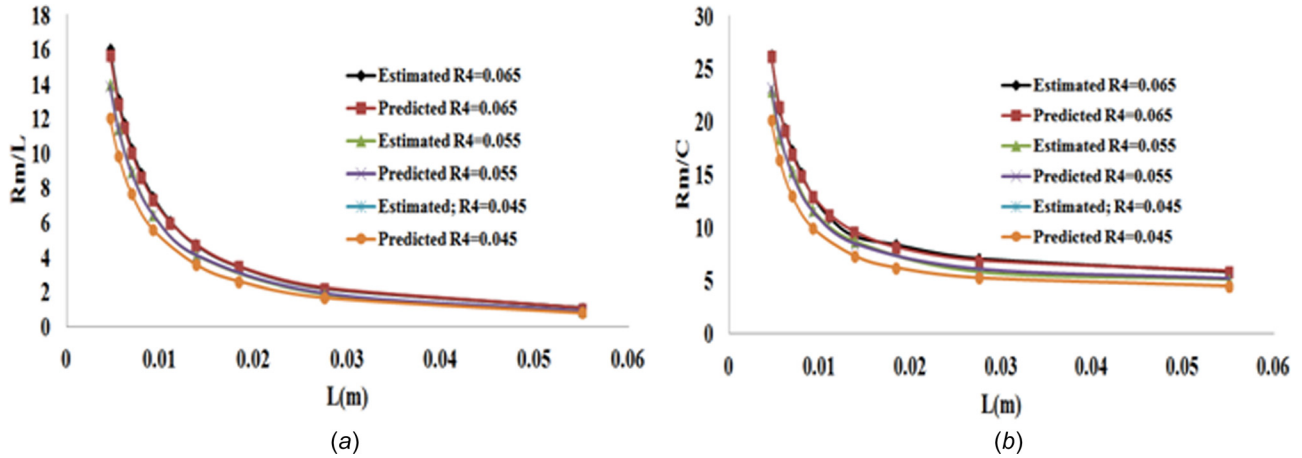 18
16
14
12
10
8
6
4
2
0
Rm/L
0 0.01 0.02 0.03 0.04 0.05 0.06
L(m)
Estimated R4=0.065
Predicted R4=0.065
Estimated R4=0.055
Predicted R4=0.055
Estimated; R4=0.045
Predicted R4=0.045
(a)
30
25
20
15
10
5
0
Rm/C
0 0.01 0.02 0.03 0.04 0.05 0.06
L(m)
Estimated R4=0.065
Predicted R4=0.065
Estimated R4=0.055
Predicted R4=0.055
Estimated; R4=0.045
Predicted R4=0.045
(b)